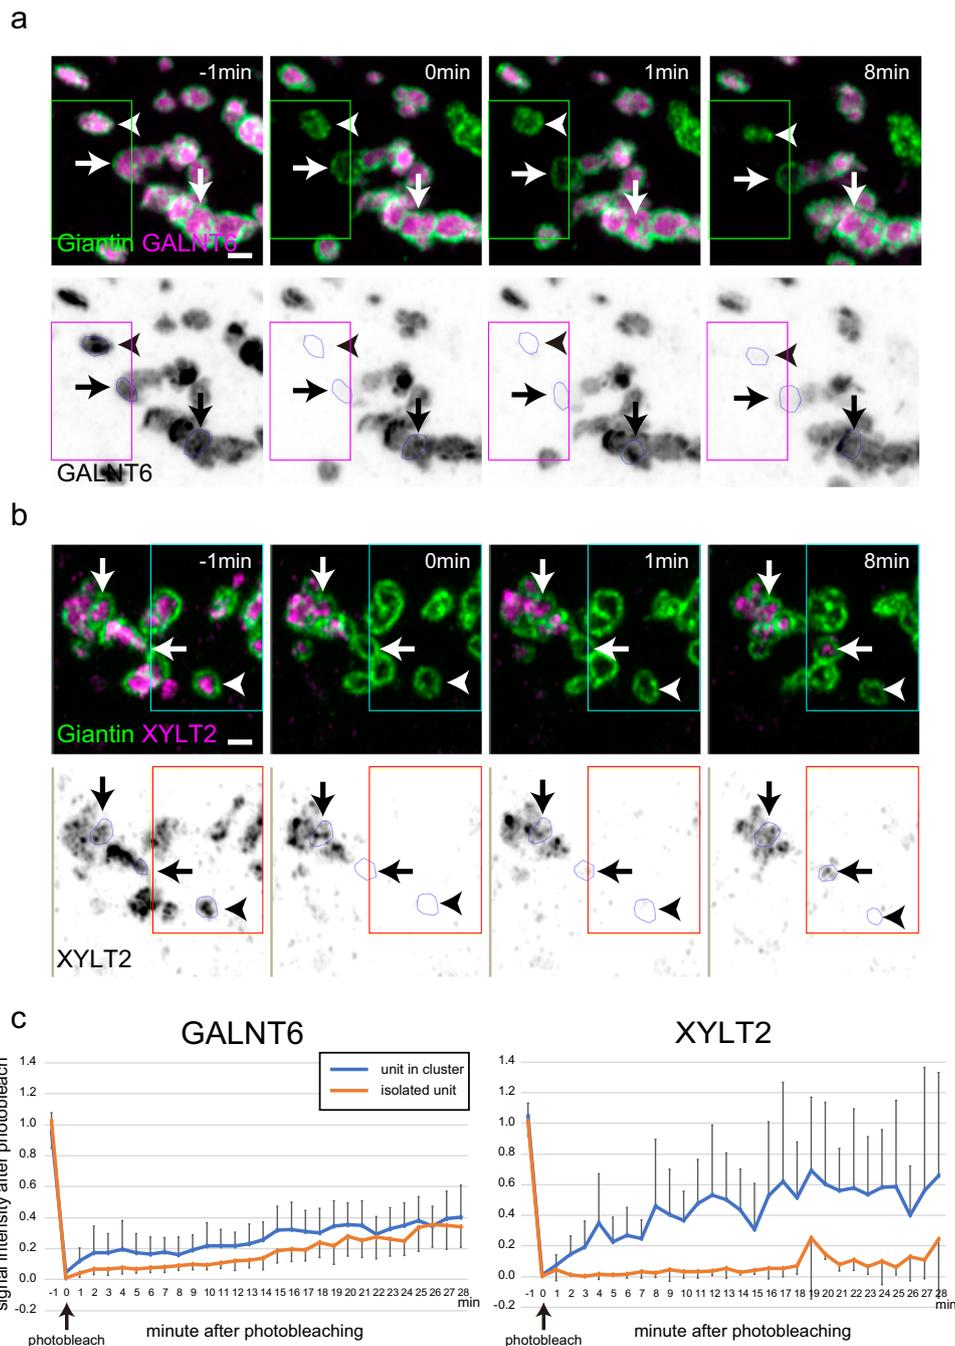 a
-1min 0min 1min 8min
Giantin GALNT6
GALNT6
b
-1min 0min 1min 8min
Giantin XYLT2
XYLT2
c
GALNT6
signal intensity after photobleach
1.4
1.2
1.0
0.8
0.6
0.4
0.2
0.0
-0.2
unit in cluster
isolated unit
-1 0 1 2 3 4 5 6 7 8 9 10 11 12 13 14 15 16 17 18 19 20 21 22 23 24 25 26 27 28
min
photobleach
minute after photobleaching
XYLT2
1.4
1.2
1.0
0.8
0.6
0.4
0.2
0.0
-0.2
-1 0 1 2 3 4 5 6 7 8 9 10 11 12 13 14 15 16 17 18 19 20 21 22 23 24 25 26 27 28
min
photobleach
minute after photobleaching